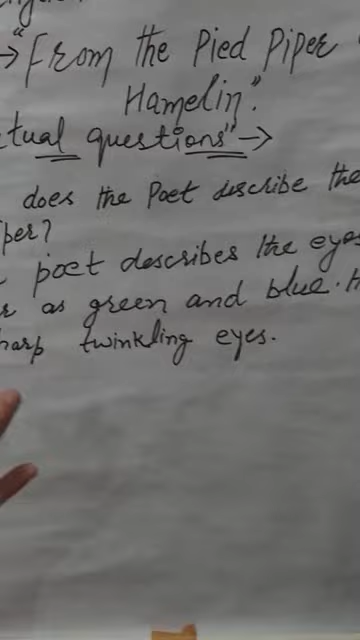 → "From the Pied Piper
Hamelin".
tual questions" →
does the Poet describe the
per?
poet describes the eyes
as green and blue. H
harp twinkling eyes.